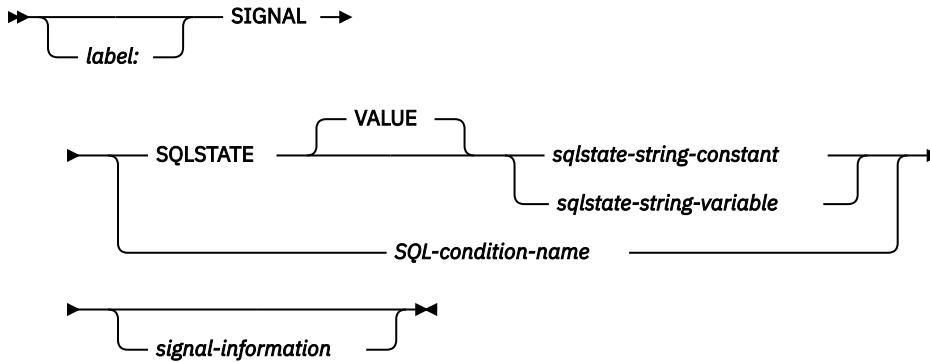 SIGNAL
label:
VALUE
SQLSTATE sqlstate-string-constant
sqlstate-string-variable
SQL-condition-name
signal-information